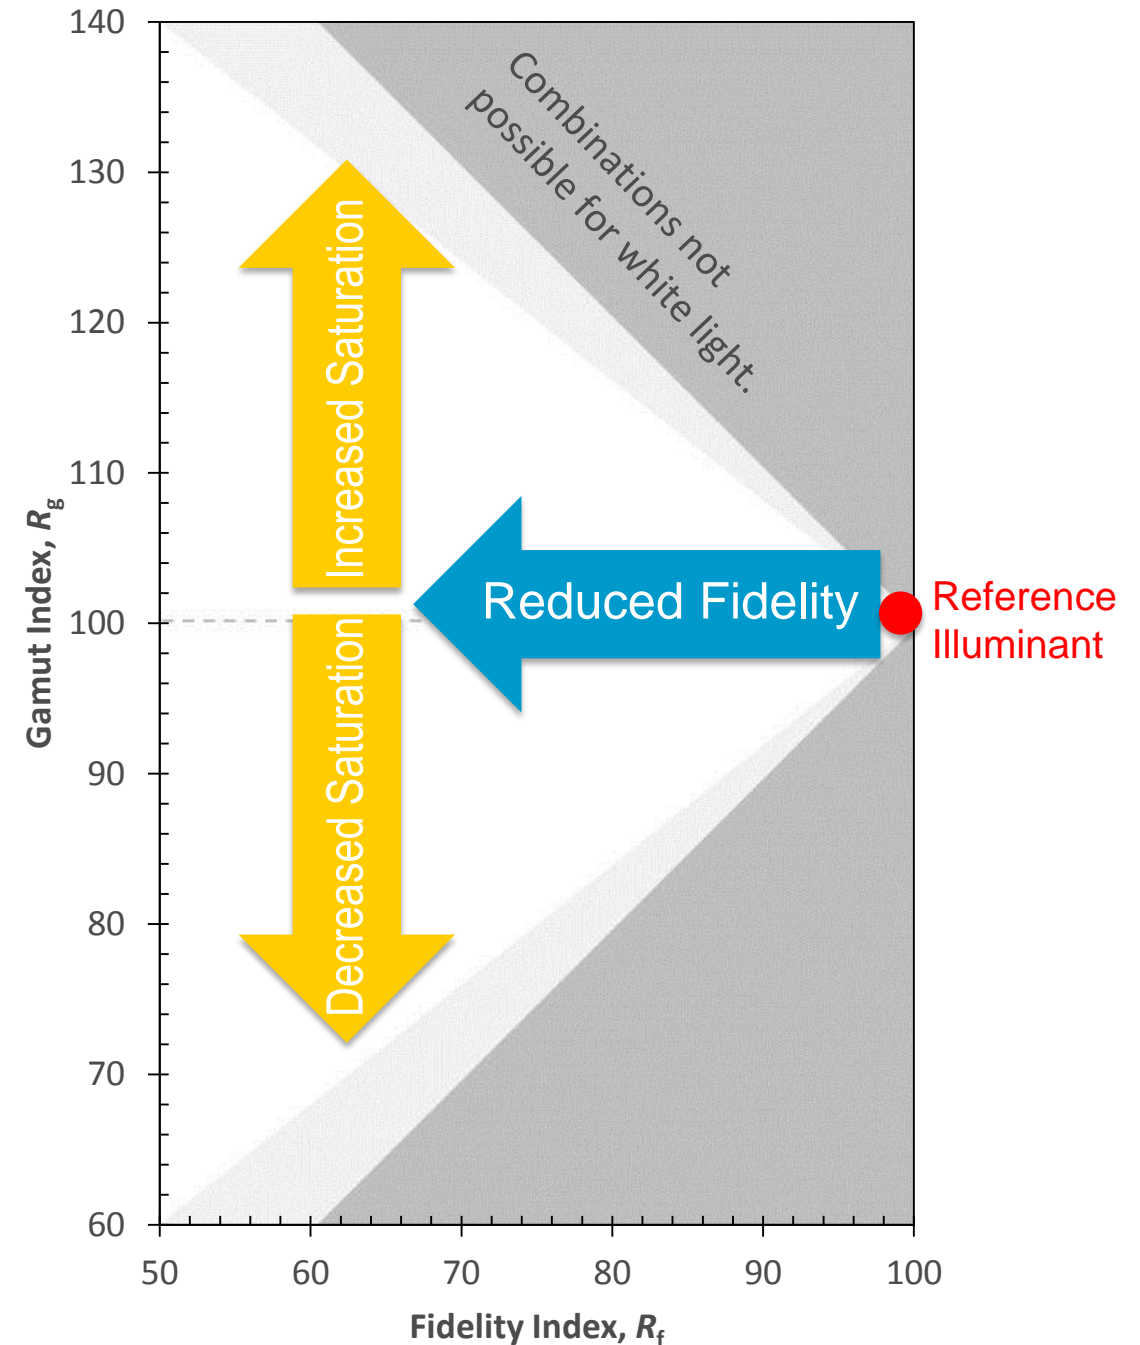 140
130
120
110
100
90
80
70
60
Gamut Index, Rg
Combinations not
possible for white light.
Increased Saturation
Decreased Saturation
Reduced Fidelity
Reference
Illuminant
50
60
70
80
90
100
Fidelity Index, Rf